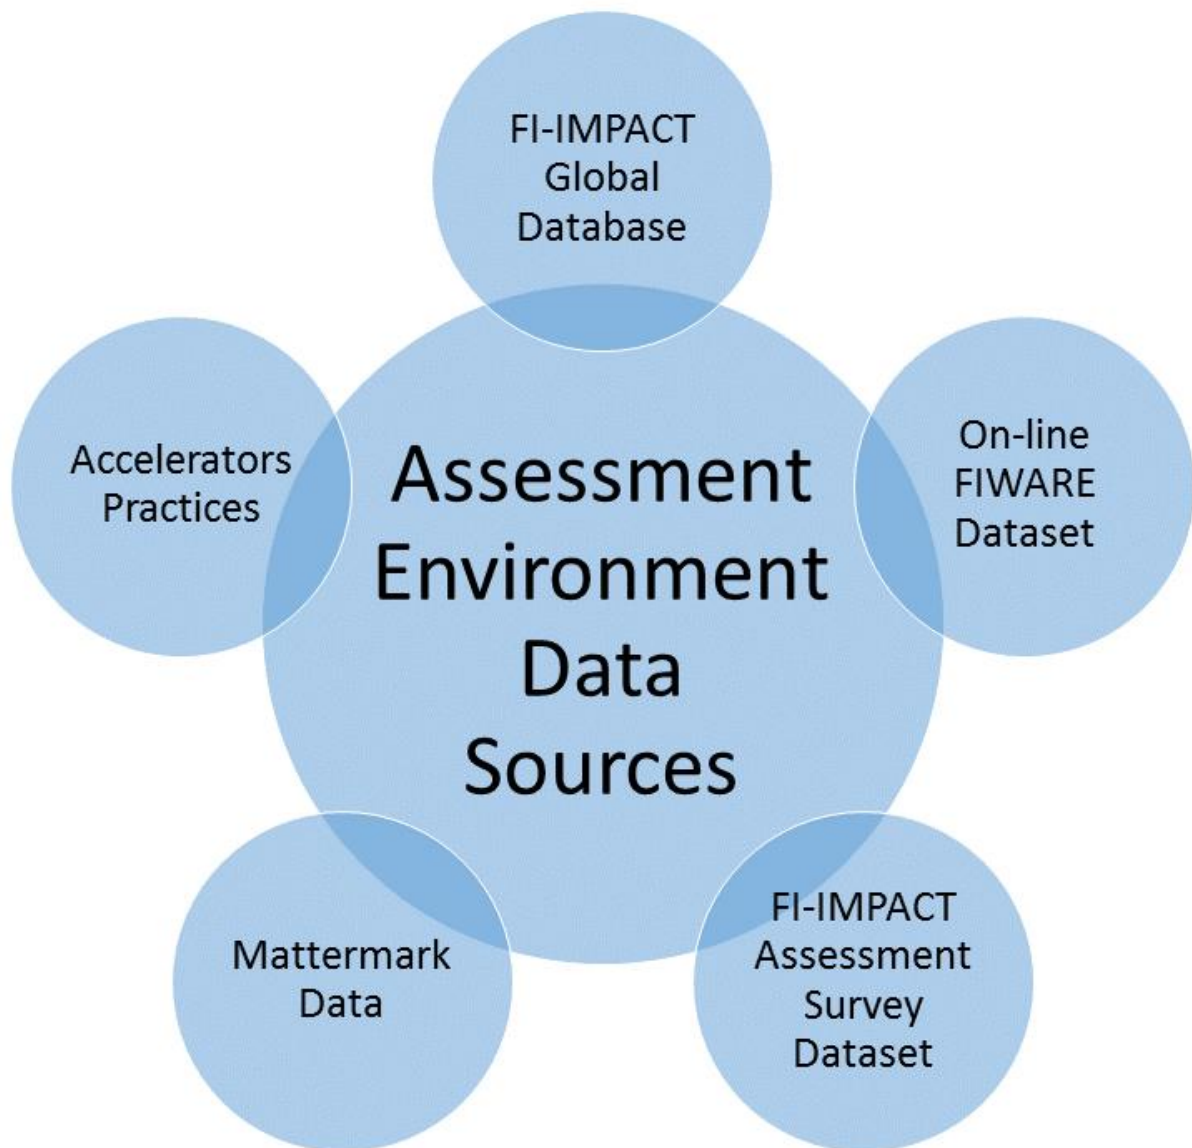 FI-IMPACT
Global
Database
On-line
FIWARE
Dataset
Accelerators
Practices
Assessment
Environment
Data
Sources
FI-IMPACT
Assessment
Survey
Dataset
Mattermark
Data